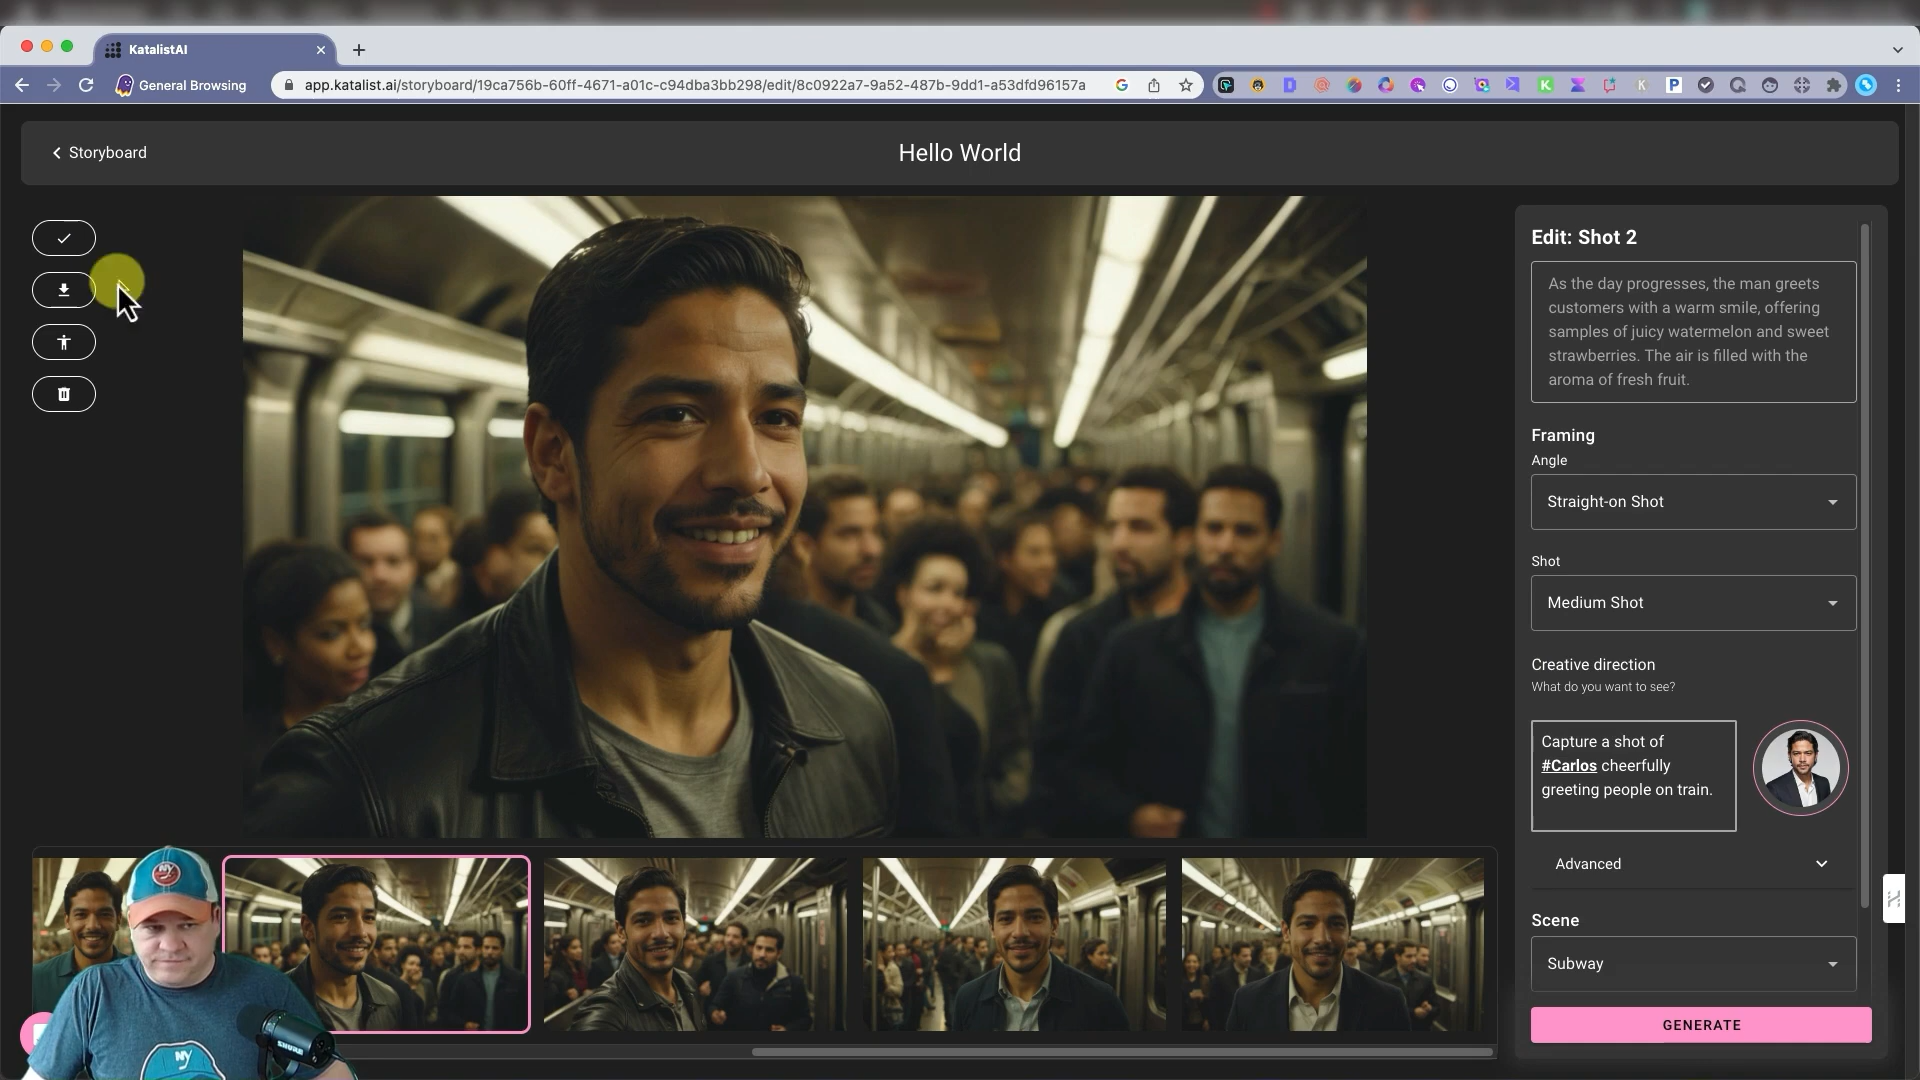 KatalistAI
General Browsing
app.katalist.ai/storyboard/19ca756b-60ff-4671-a01c-c94dba3bb298/edit/8c0922a7-9a52-487b-9dd1-a53dfd96157a
Storyboard
Hello World
Edit: Shot 2
As the day progresses, the man greets
customers with a warm smile, offering
samples of juicy watermelon and sweet
strawberries. The air is filled with the
aroma of fresh fruit.
Framing
Angle
Straight-on Shot
Shot
Medium Shot
Creative direction
What do you want to see?
Capture a shot of
#Carlos cheerfully
greeting people on train.
Advanced
Scene
Subway
GENERATE
SHURE
NY